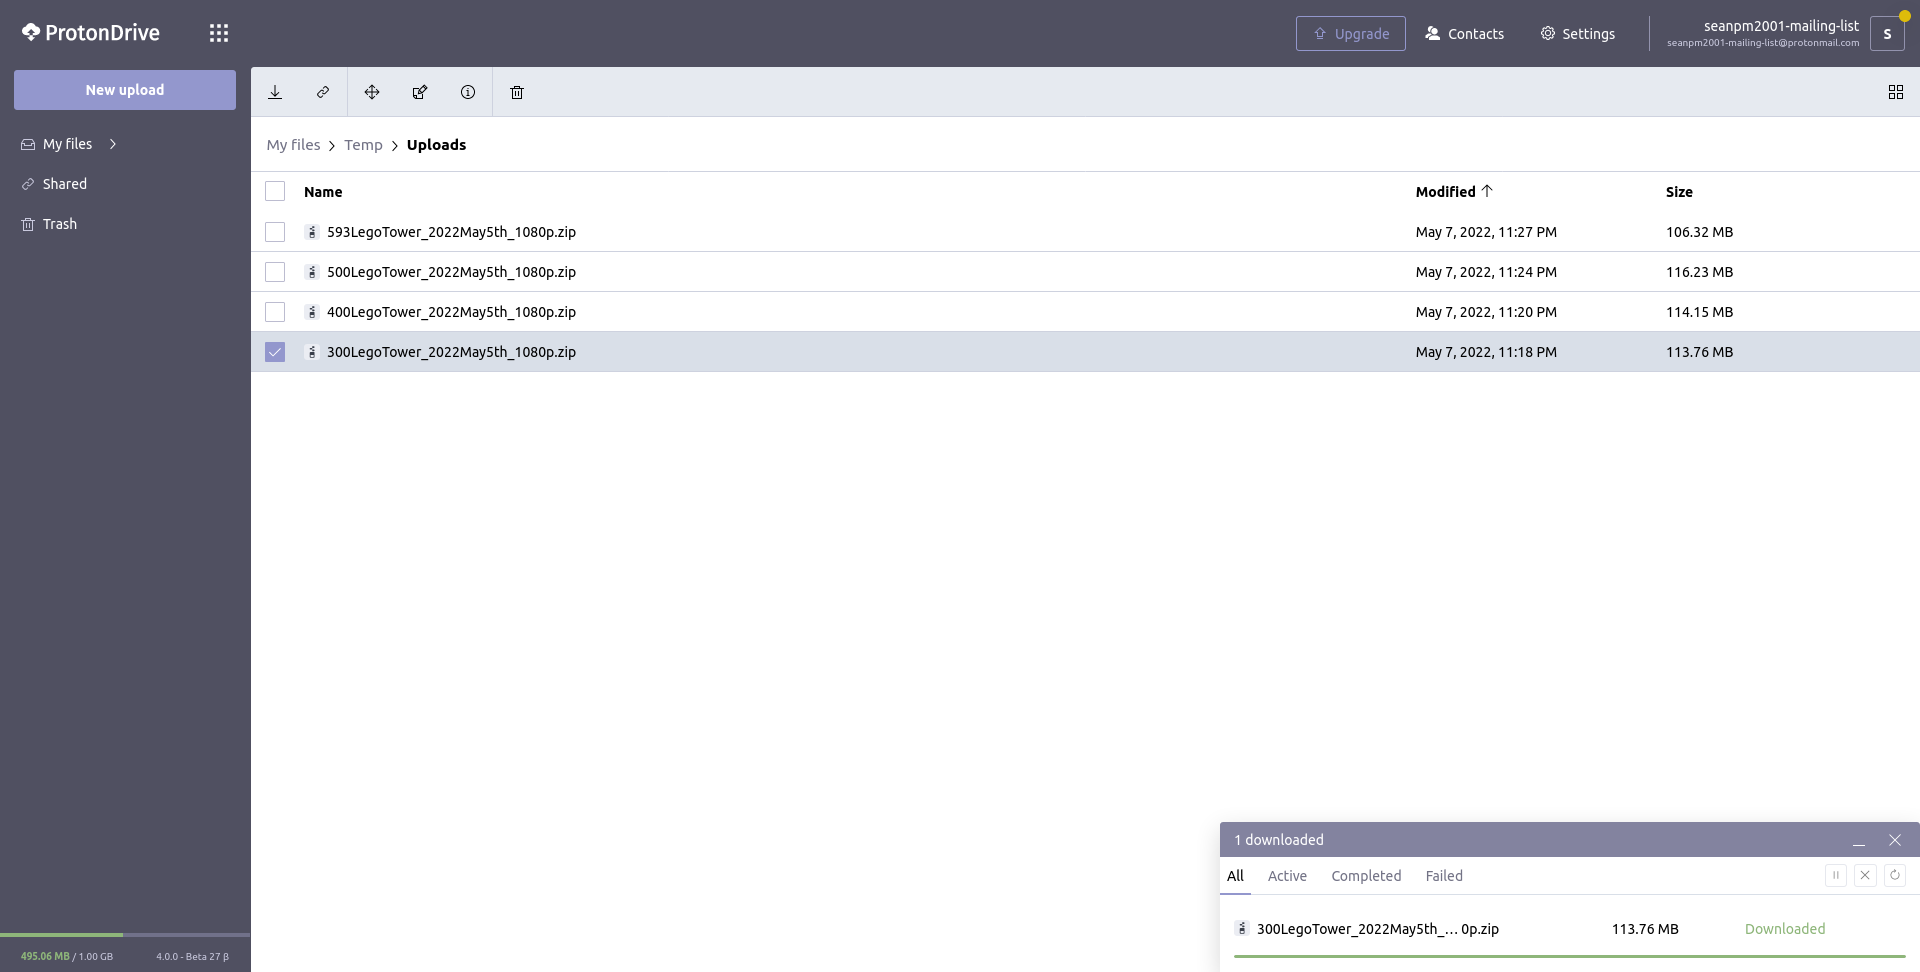 ProtonDrive
Upgrade
Contacts
Settings
seanpm2001-mailing-list
seanpm2001-mailing-list@protonmail.com
S
New upload
My files
Shared
Trash
My files > Temp > Uploads
Name Modified Size
593LegoTower_2022May5th_1080p.zip May 7, 2022, 11:27 PM 106.32 MB
500LegoTower_2022May5th_1080p.zip May 7, 2022, 11:24 PM 116.23 MB
400LegoTower_2022May5th_1080p.zip May 7, 2022, 11:20 PM 114.15 MB
300LegoTower_2022May5th_1080p.zip May 7, 2022, 11:18 PM 113.76 MB
1 downloaded
All Active Completed Failed
300LegoTower_2022May5th_... 0p.zip 113.76 MB Downloaded
495.06 MB / 1.00 GB 4.0.0 - Beta 27 β